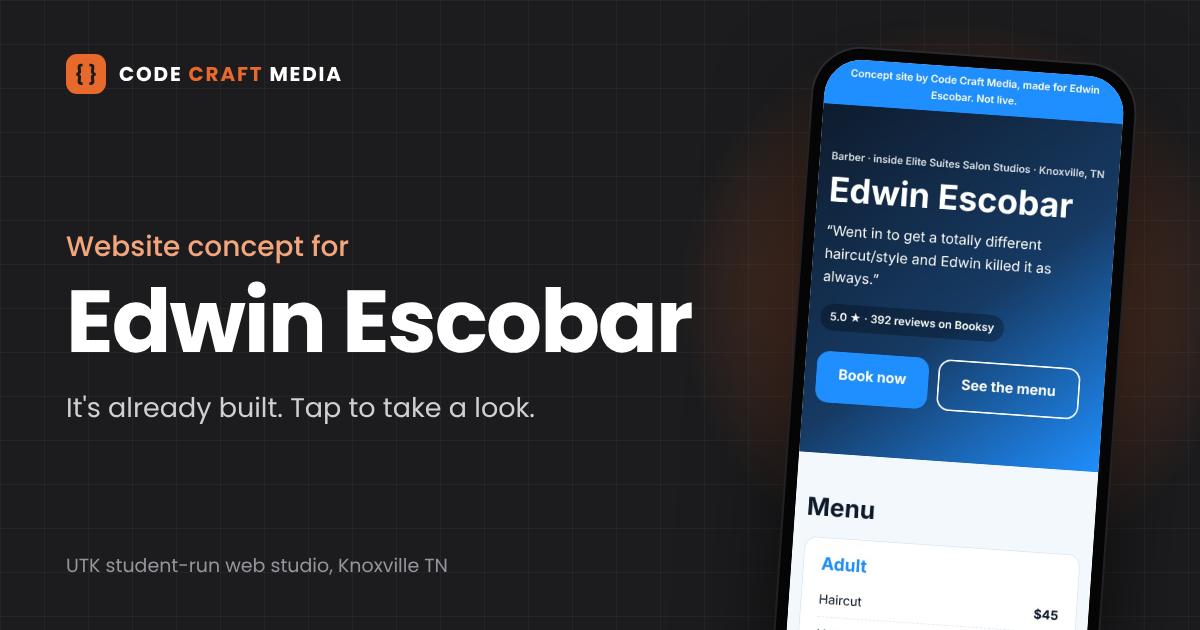 { } CODE CRAFT MEDIA
Website concept for
Edwin Escobar
It's already built. Tap to take a look.
UTK student-run web studio, Knoxville TN
Concept site by Code Craft Media, made for Edwin
Escobar. Not live.
Barber · inside Elite Suites Salon Studios · Knoxville, TN
Edwin Escobar
“Went in to get a totally different
haircut/style and Edwin killed it as
always.”
5.0 ★ · 392 reviews on Booksy
Book now
See the menu
Menu
Adult
Haircut $45